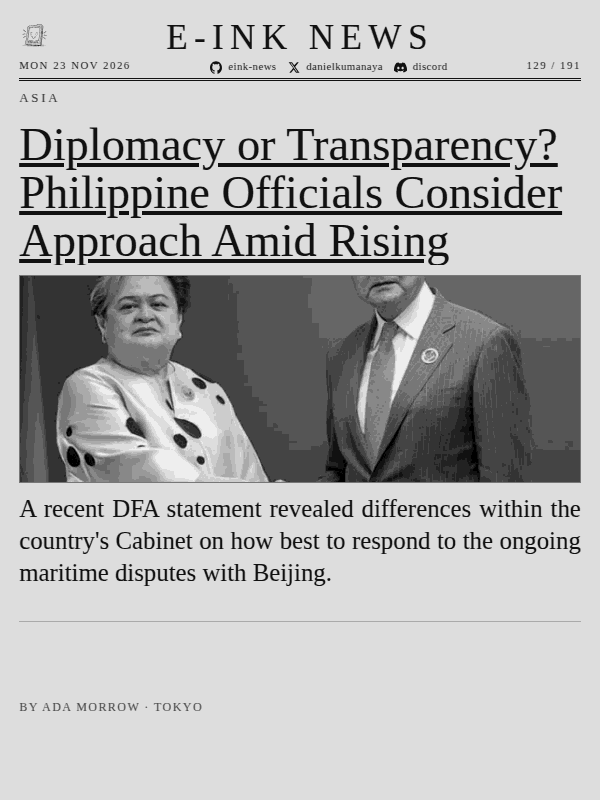 E-INK NEWS
MON 23 NOV 2026
eink-news
danielkumanaya
discord
129 / 191
ASIA
Diplomacy or Transparency?
Philippine Officials Consider
Approach Amid Rising
A recent DFA statement revealed differences within the
country's Cabinet on how best to respond to the ongoing
maritime disputes with Beijing.
BY ADA MORROW · TOKYO